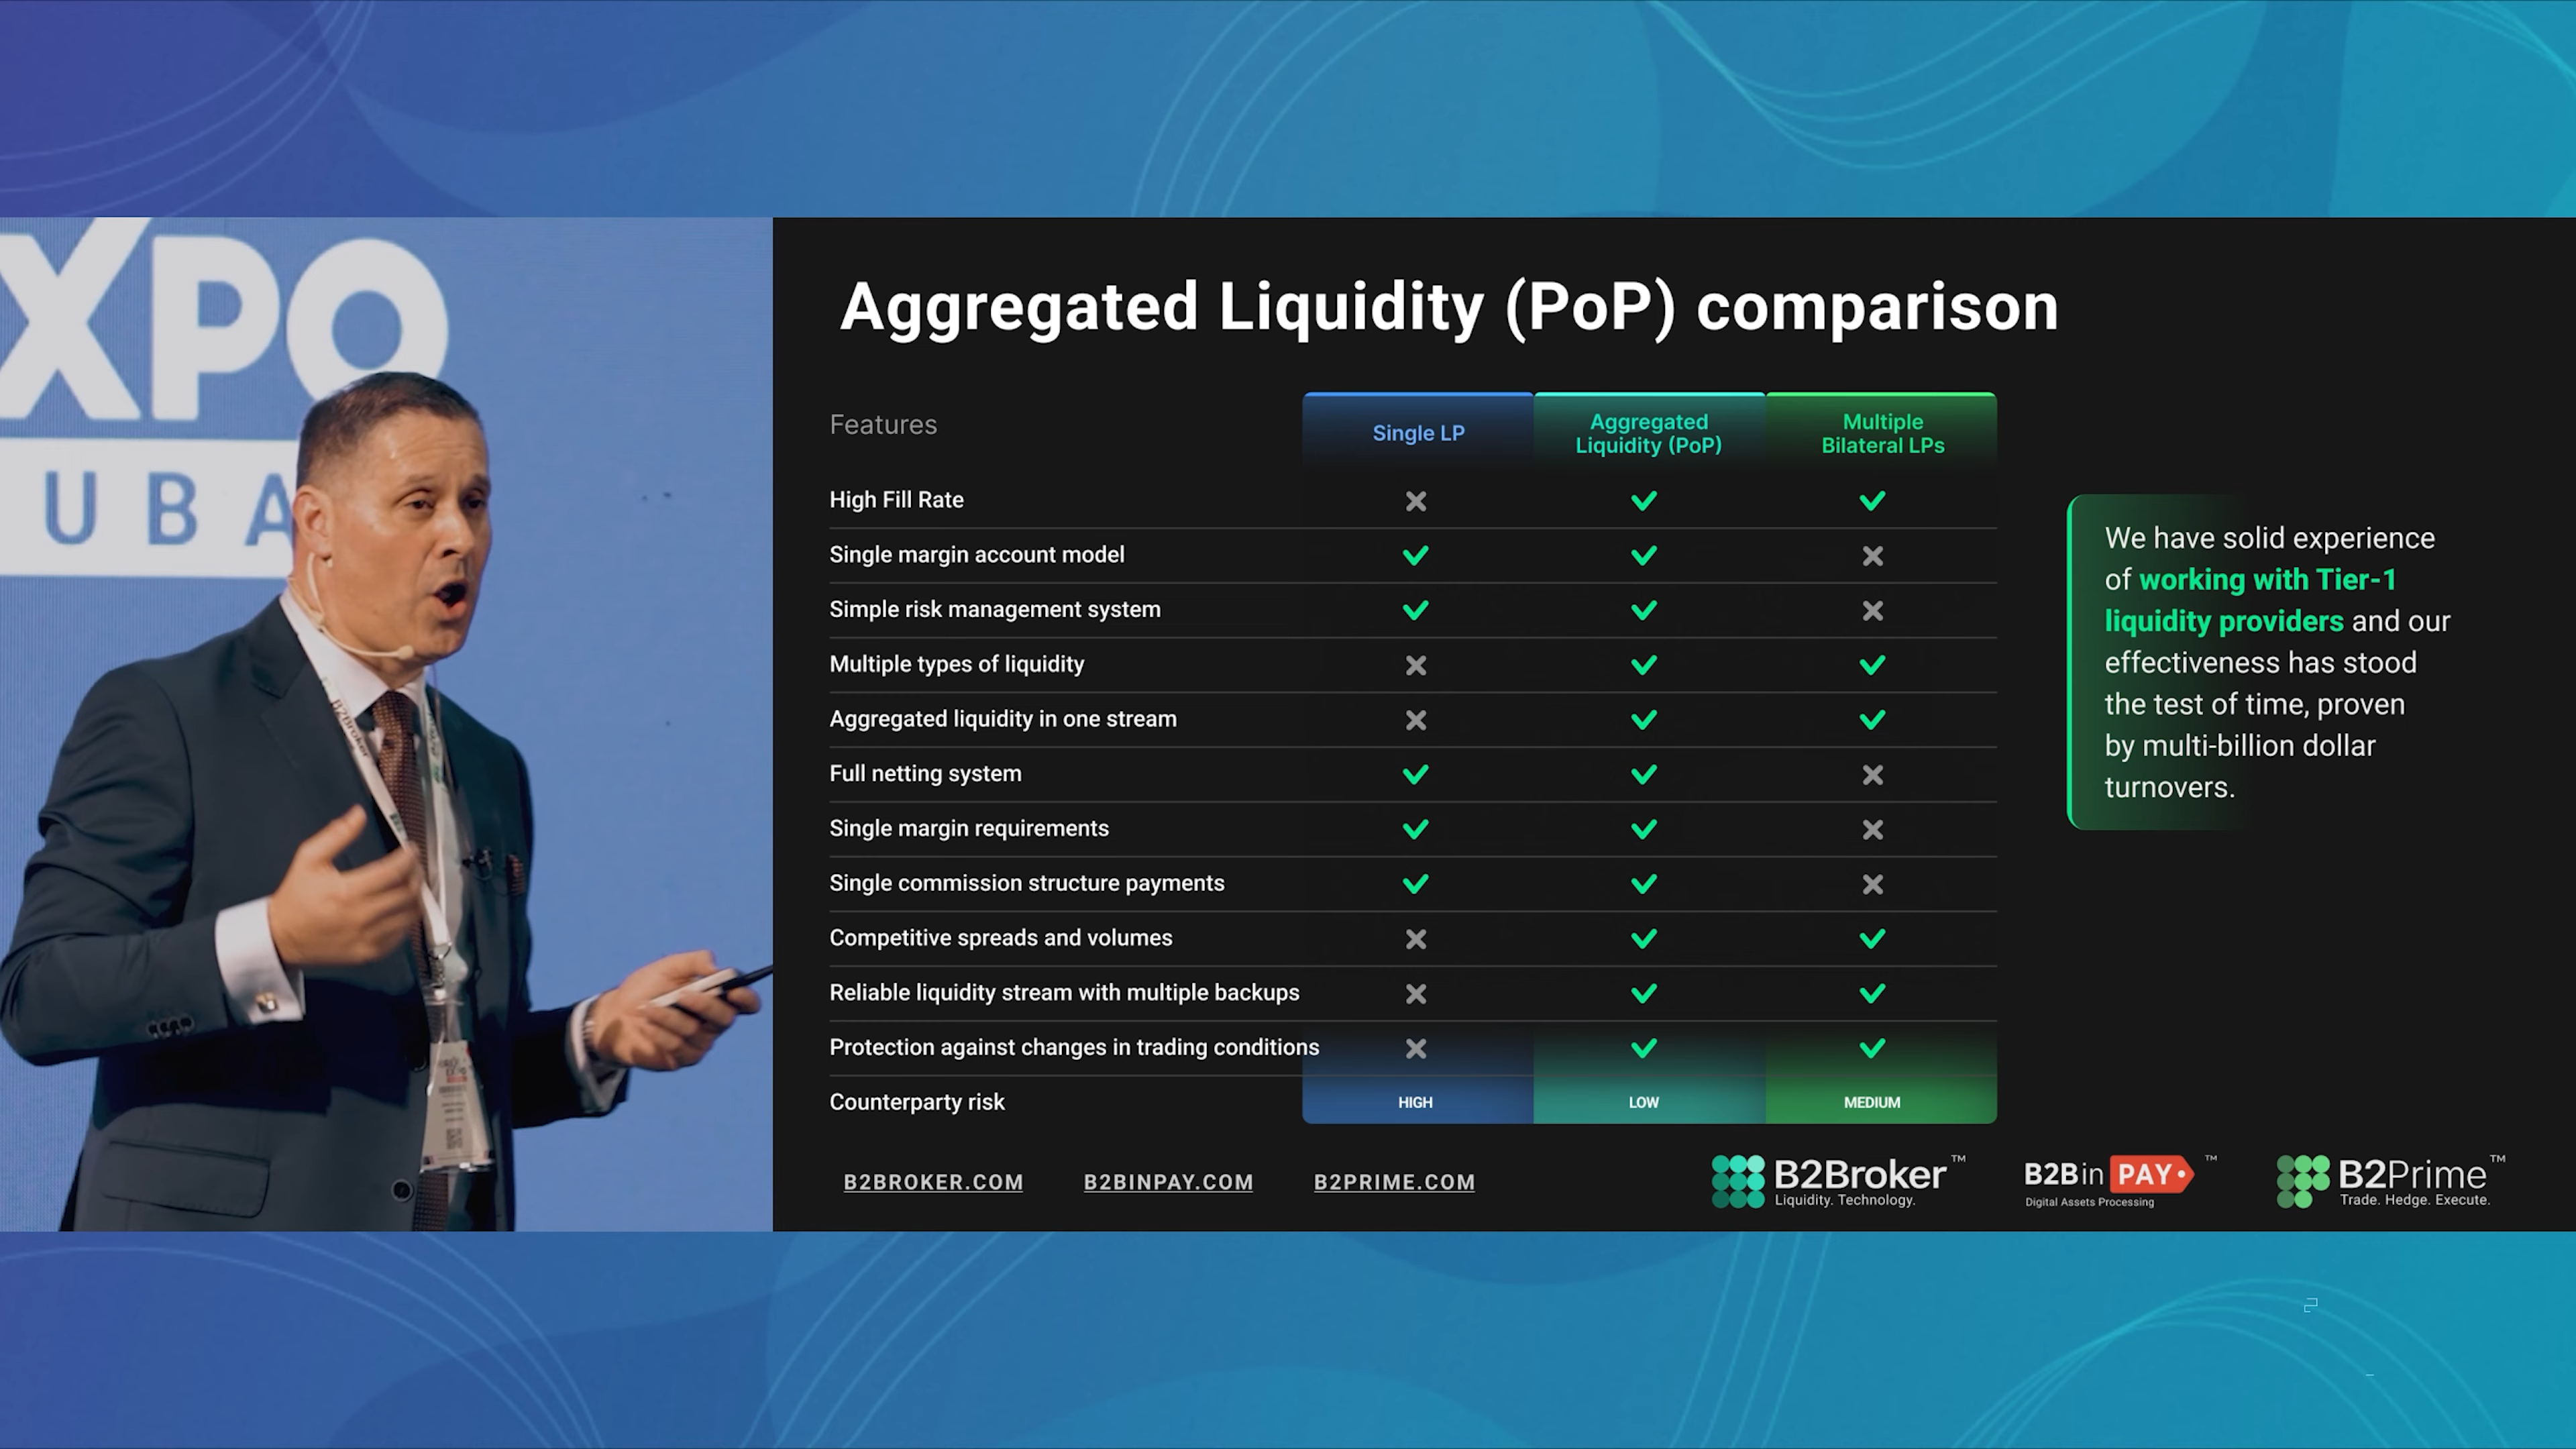 XPO
UBA
B2Broker
Aggregated Liquidity (PoP) comparison
Features
Single LP
Aggregated
Liquidity (PoP)
Multiple
Bilateral LPs
High Fill Rate
Single margin account model
Simple risk management system
Multiple types of liquidity
Aggregated liquidity in one stream
Full netting system
Single margin requirements
Single commission structure payments
Competitive spreads and volumes
Reliable liquidity stream with multiple backups
Protection against changes in trading conditions
Counterparty risk
HIGH
LOW
MEDIUM
We have solid experience
of working with Tier-1
liquidity providers and our
effectiveness has stood
the test of time, proven
by multi-billion dollar
turnovers.
B2BROKER.COM
B2BINPAY.COM
B2PRIME.COM
B2Broker™
Liquidity. Technology.
B2BinPAY™
Digital Assets Processing
B2Prime™
Trade. Hedge. Execute.